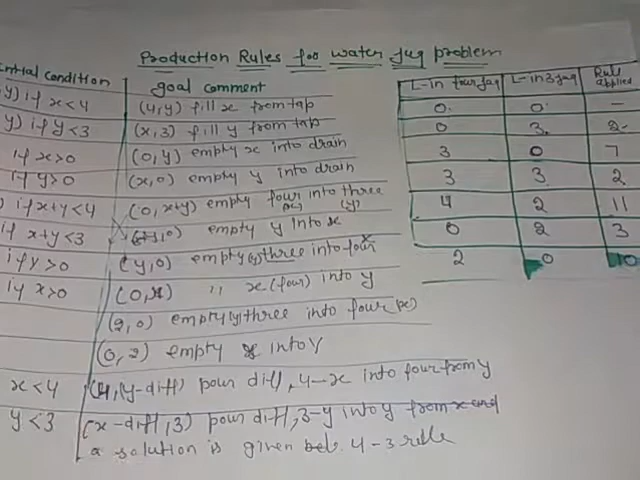 Production Rules foo water jug problem
ntial condition goal comment
y) if x<4 (4,y) fill x from tap
y) if y<3 (x,3) fill y from tap
if x>0 (0,y) empty x into drain
if y>0 (x,0) empty y into drain
) if x+y<4 (0,x+y) empty four into three
(x) (y)
if x+y<3 empty y into x
if y>0 (y,0) empty(y)three into four
x
if x>0 (0,x) " x(four) into y
(2,0) empty(y)three into four(x)
(0,2) empty x into y
x<4 (4,(y-diff) pour diff, 4-x into four from y
y<3 (x-diff,3) pour diff, 3-y into y from x and
a solution is given 4-3
L-in four jug L-in 3 jug Rule applied
0. 0. -
0 3. 2-
3 0 7
3 3 2
4 2 11
0 2 3
2 0 10